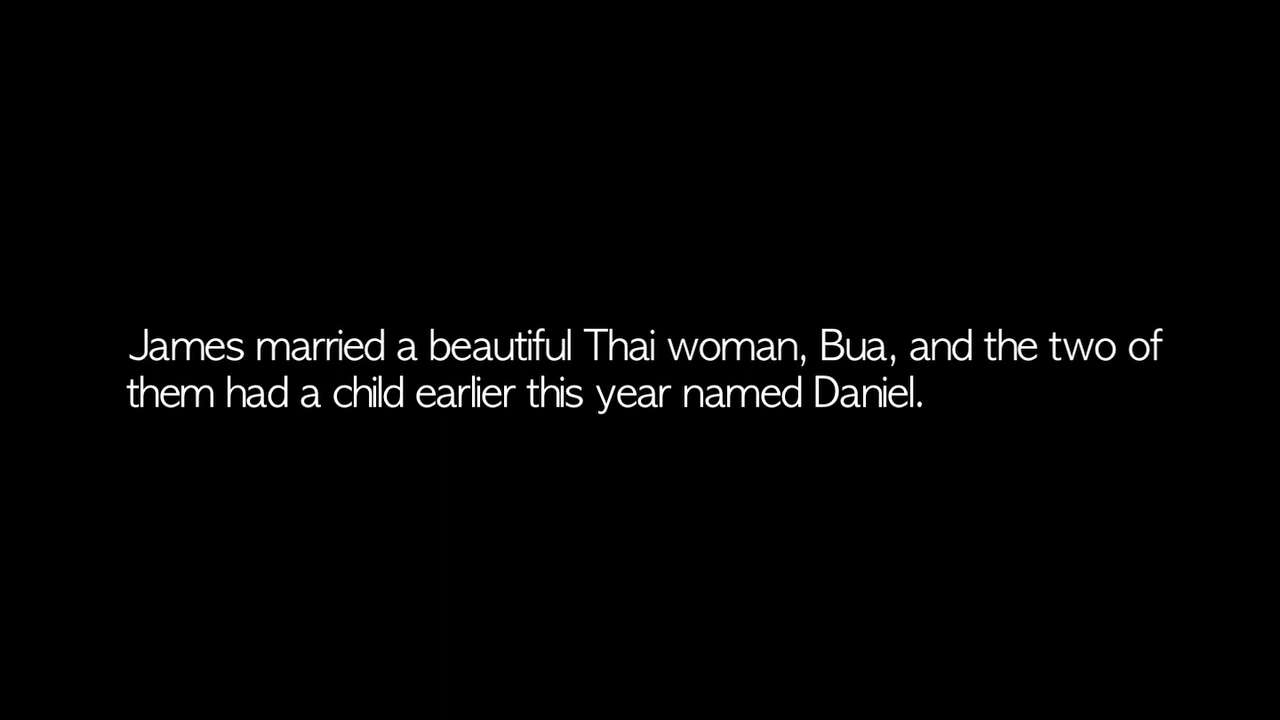 James married a beautiful Thai woman, Bua, and the two of
them had a child earlier this year named Daniel.